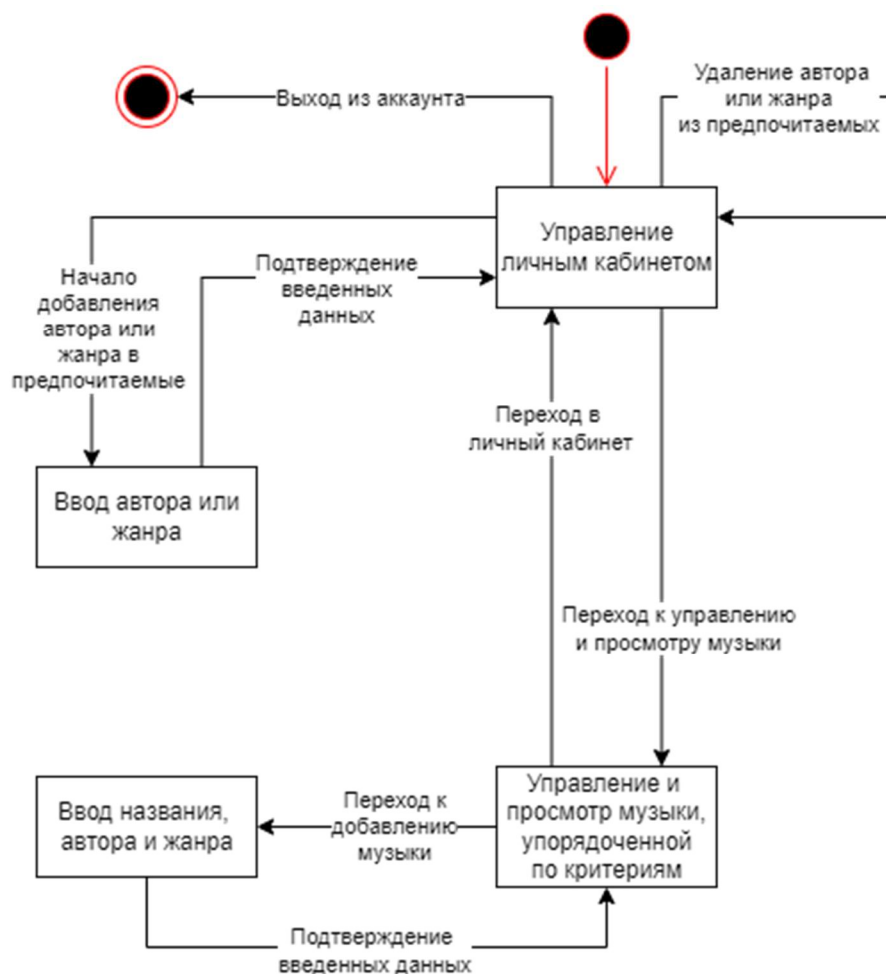 Выход из аккаунта
Удаление автора
или жанра
из предпочитаемых
Управление
личным кабинетом
Начало
добавления
автора или
жанра в
предпочитаемые
Подтверждение
введенных
данных
Переход в
личный кабинет
Ввод автора или
жанра
Переход к управлению
и просмотру музыки
Ввод названия,
автора и жанра
Переход к
добавлению
музыки
Управление и
просмотр музыки,
упорядоченной
по критериям
Подтверждение
введенных данных